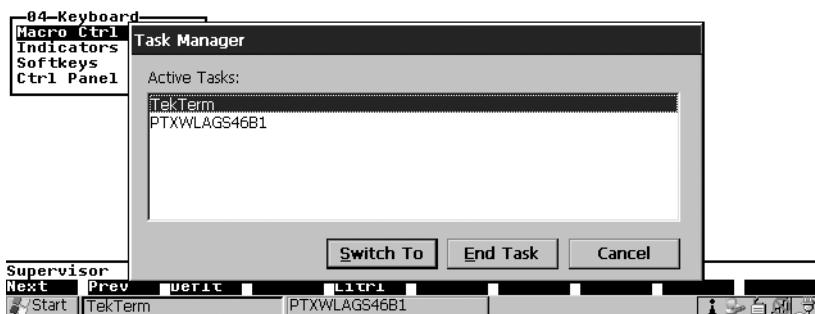 04-Keyboard
Macro Ctrl
Indicators
Softkeys
Ctrl Panel
Task Manager
Active Tasks:
TekTerm
PTXWLAGS46B1
Switch To
End Task
Cancel
Supervisor
Next Prev
Start TekTerm PTXWLAGS46B1